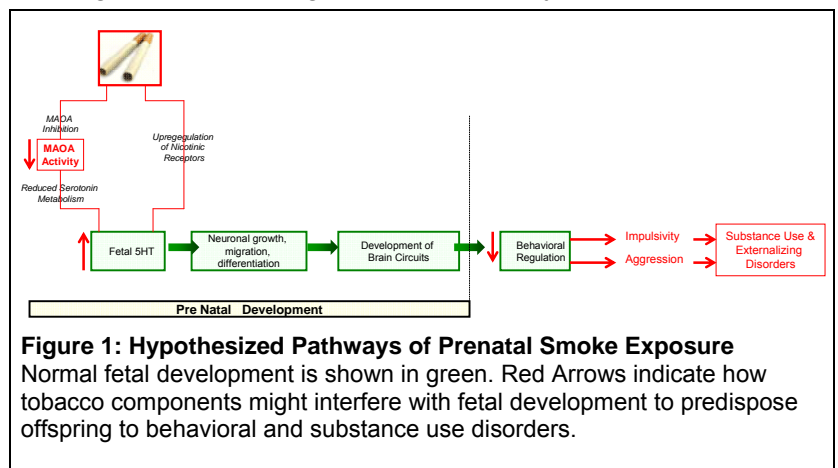 MAOA
Inhibition
Upregegulation
of Nicotinic
Receptors
MAOA
Activity
Reduced Serotonin
Metabolism
Fetal 5HT
Neuronal growth,
migration,
differentiation
Development of
Brain Circuits
Behavioral
Regulation
Impulsivity
Aggression
Substance Use &
Externalizing
Disorders
Pre Natal Development
Figure 1: Hypothesized Pathways of Prenatal Smoke Exposure
Normal fetal development is shown in green. Red Arrows indicate how
tobacco components might interfere with fetal development to predispose
offspring to behavioral and substance use disorders.